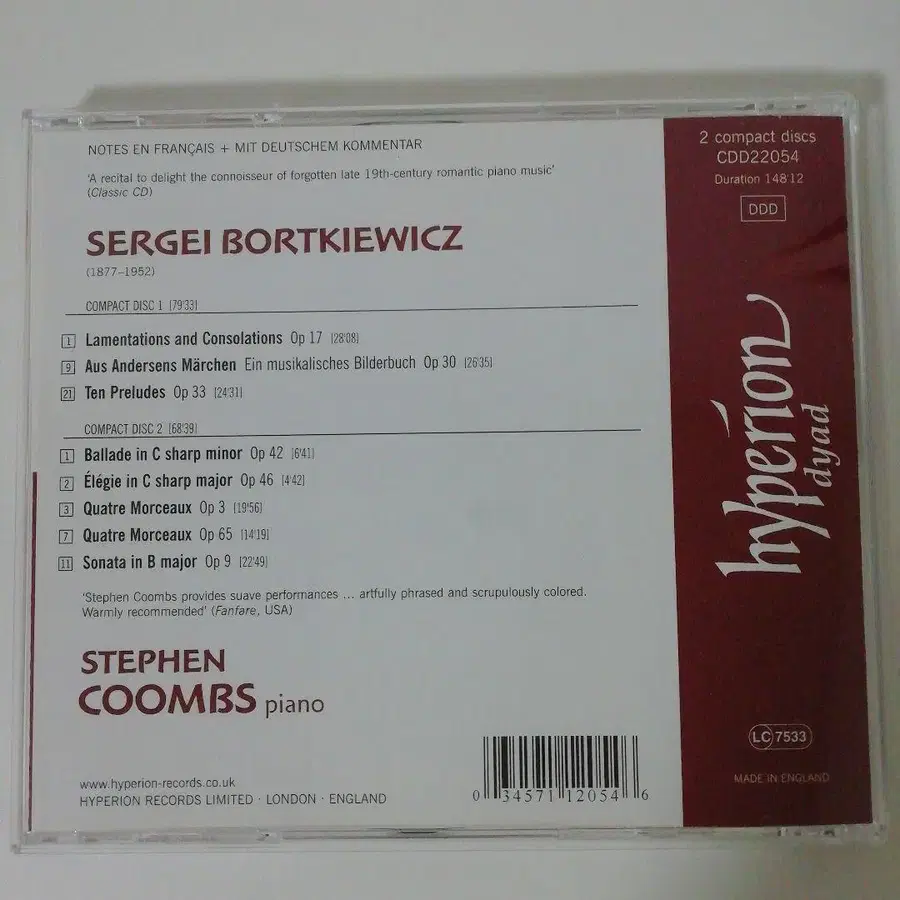 NOTES EN FRANÇAIS + MIT DEUTSCHEM KOMMENTAR
‘A recital to delight the connoisseur of forgotten late 19th-century romantic piano music’
(Classic CD)
SERGEI BORTKIEWICZ
(1877–1952)
COMPACT DISC 1 [79'33]
1 Lamentations and Consolations Op 17 [28'08]
9 Aus Andersens Märchen Ein musikalisches Bilderbuch Op 30 [26'35]
21 Ten Preludes Op 33 [24'31]
COMPACT DISC 2 [68'39]
1 Ballade in C sharp minor Op 42 [6'41]
2 Élégie in C sharp major Op 46 [4'42]
3 Quatre Morceaux Op 3 [19'56]
7 Quatre Morceaux Op 65 [14'19]
11 Sonata in B major Op 9 [22'49]
‘Stephen Coombs provides suave performances ... artfully phrased and scrupulously colored.
Warmly recommended’ (Fanfare, USA)
STEPHEN
COOMBS piano
www.hyperion-records.co.uk
HYPERION RECORDS LIMITED · LONDON · ENGLAND
0 34571 12054 6
2 compact discs
CDD22054
Duration 148'12
DDD
hyperion
dyad
LC 7533
MADE IN ENGLAND